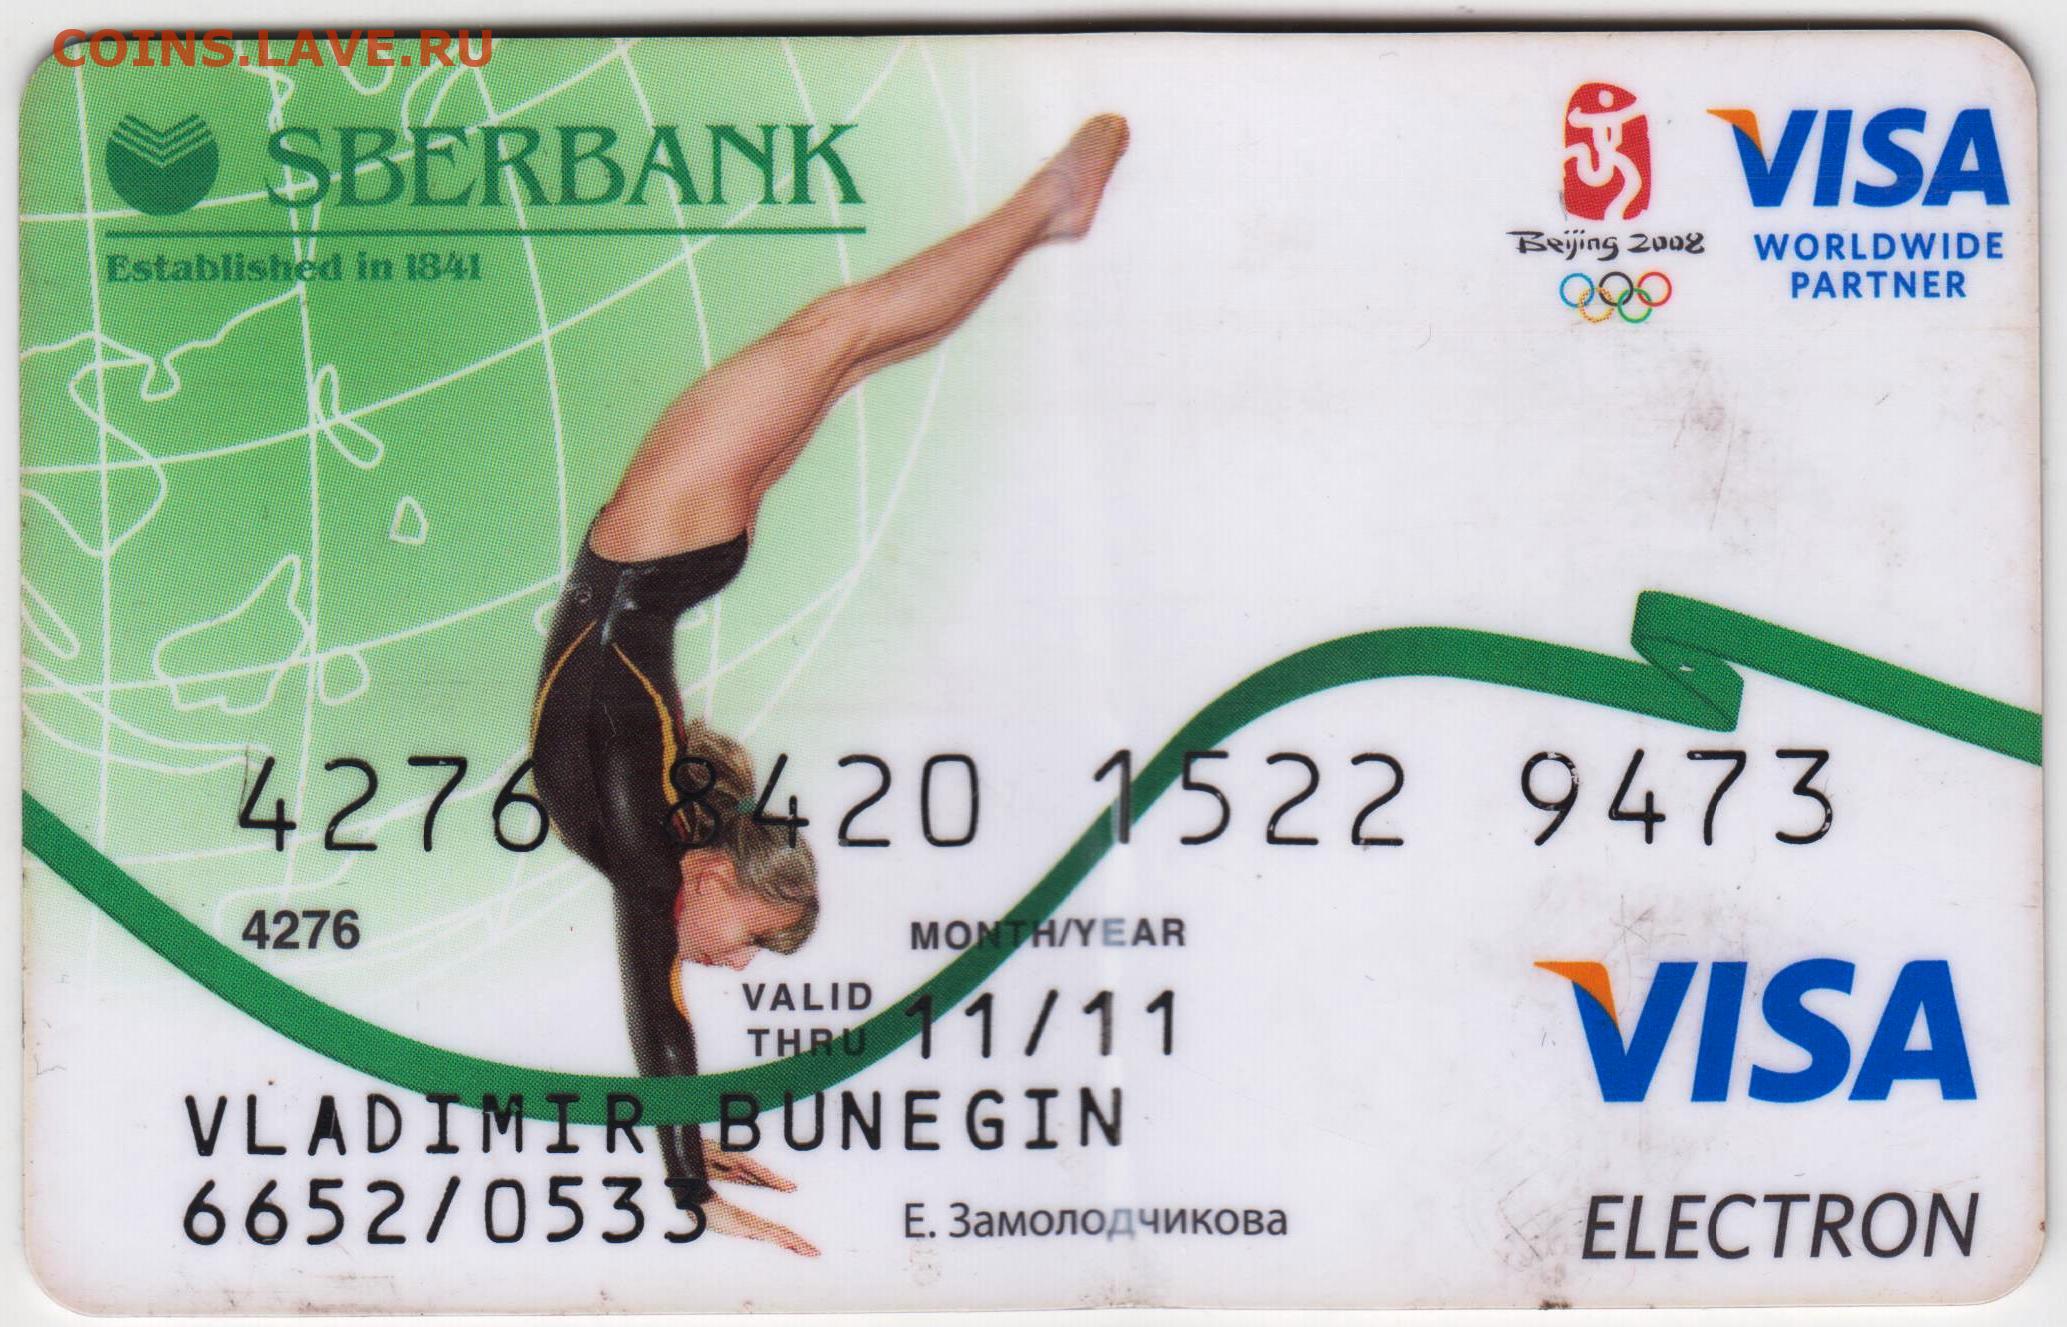 COINS.LAVE.RU
SBERBANK
Established in 1841
Beijing 2008
VISA
WORLDWIDE
PARTNER
4276 8420 1522 9473
4276
MONTH/YEAR
VALID
THRU 11/11
VLADIMIR BUNEGIN
6652/0533
Е. Замолодчикова
VISA
ELECTRON